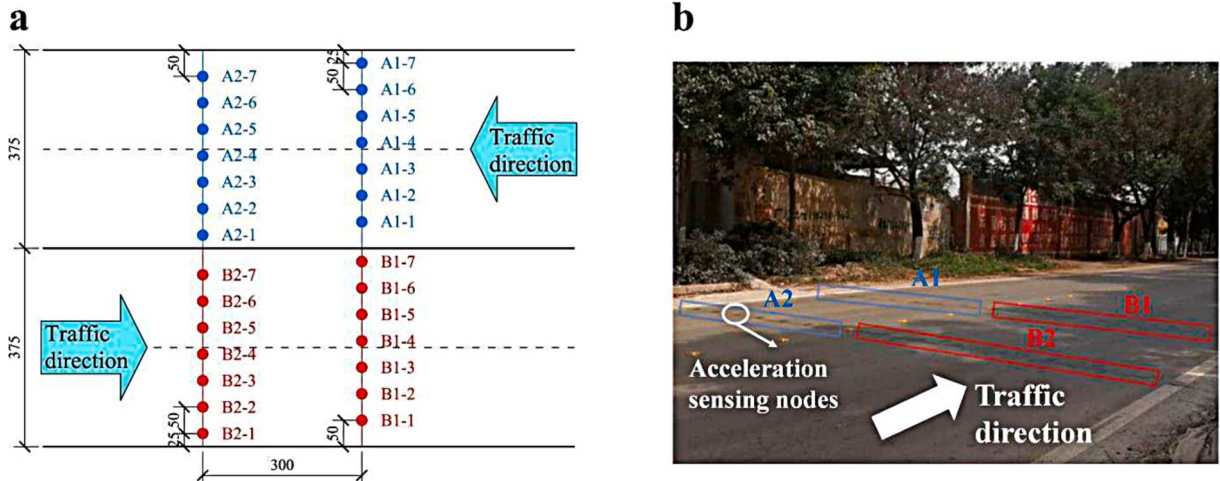 a
50
25
50
A2-7
A2-6
A2-5
A2-4
A2-3
A2-2
A2-1
A1-7
A1-6
A1-5
A1-4
A1-3
A1-2
A1-1
Traffic
direction
375
B2-7
B2-6
B2-5
B2-4
B2-3
B2-2
B2-1
B1-7
B1-6
B1-5
B1-4
B1-3
B1-2
B1-1
Traffic
direction
375
50
25
50
300
b
A1
A2
B1
B2
Acceleration
sensing nodes
Traffic
direction